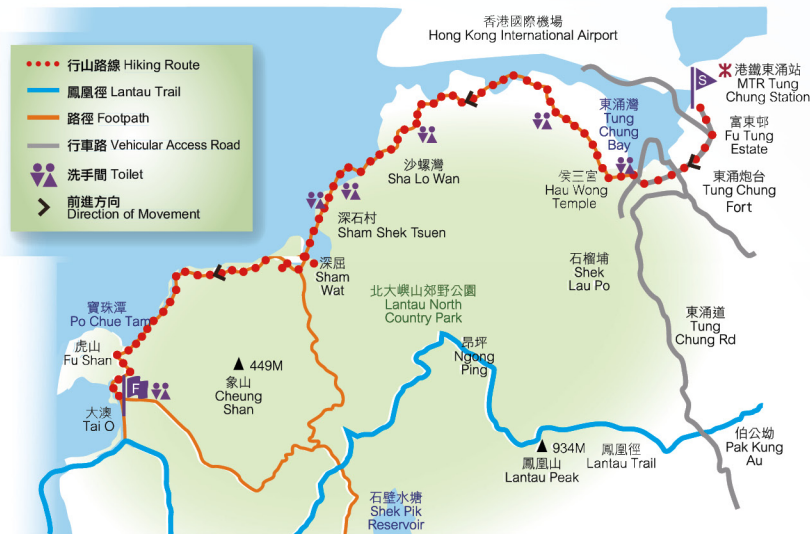 行山路線 Hiking Route
鳳凰徑 Lantau Trail
路徑 Footpath
行車路 Vehicular Access Road
洗手間 Toilet
前進方向
Direction of Movement
香港國際機場
Hong Kong International Airport
S
港鐵東涌站
MTR Tung
Chung Station
東涌灣
Tung
Chung
Bay
富東邨
Fu Tung
Estate
東涌炮台
Tung Chung
Fort
侯王宮
Hau Wong
Temple
沙螺灣
Sha Lo Wan
深石村
Sham Shek Tsuen
深屈
Sham
Wat
石榴埔
Shek
Lau Po
北大嶼山郊野公園
Lantau North
Country Park
東涌道
Tung
Chung Rd
寶珠潭
Po Chue Tam
虎山
Fu Shan
昂坪
Ngong
Ping
449M
象山
Cheung
Shan
F
大澳
Tai O
934M
鳳凰山
Lantau Peak
鳳凰徑
Lantau Trail
伯公坳
Pak Kung
Au
石壁水塘
Shek Pik
Reservoir